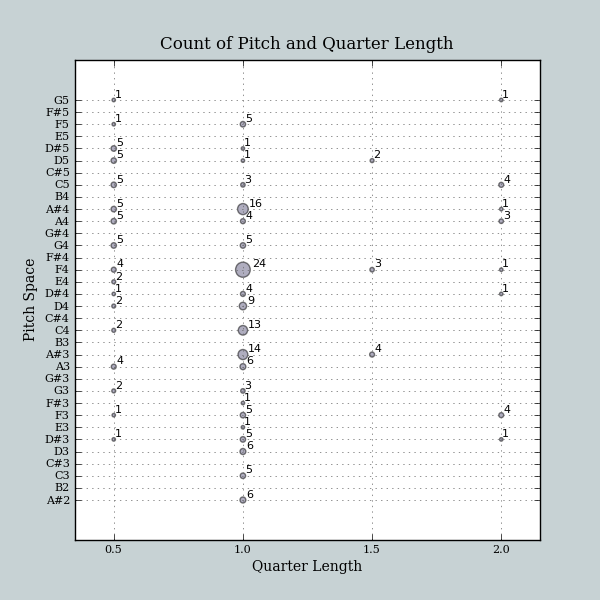 Count of Pitch and Quarter Length
G5 1 1
F#5
F5 1 5
E5
D#5 5 1
D5 5 1 2
C#5
C5 5 3 4
B4
A#4 5 16 1
A4 5 4 3
G#4
G4 5 5
F#4
F4 4 24 3 1
E4 2
D#4 1 4 1
D4 2 9
C#4
C4 2 13
B3
A#3 14 4
A3 4 6
G#3
G3 2 3
F#3 1
F3 1 5 4
E3 1
D#3 1 5 1
D3 6
C#3
C3 5
B2
A#2 6
Pitch Space
0.5 1.0 1.5 2.0
Quarter Length